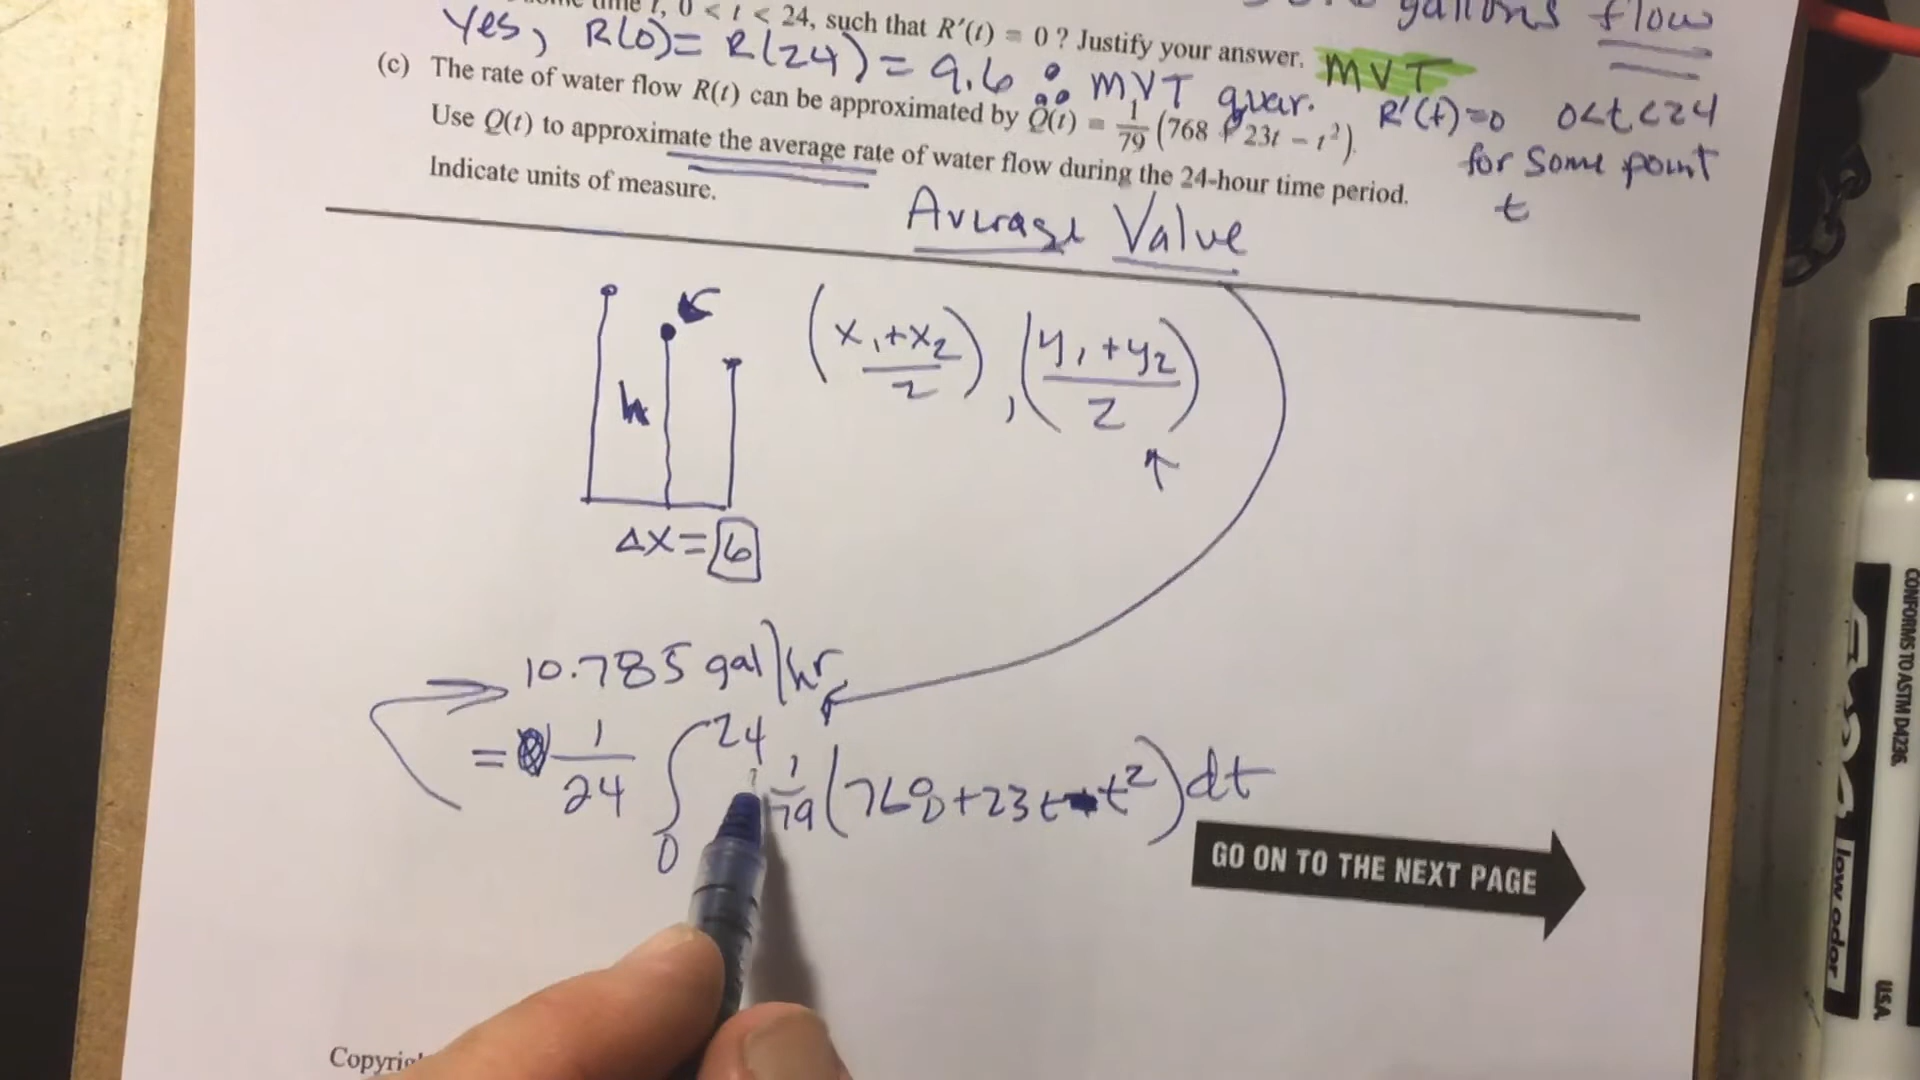 gallons flow
t, 0 < t < 24, such that R′(t) = 0 ? Justify your answer. MVT
Yes, R(0) = R(24) = 9.6 ∴ MVT guar. R'(t)=0 0<t<24
for some point
t
(c) The rate of water flow R(t) can be approximated by Q(t) = 1/79 (768 + 23t − t²).
Use Q(t) to approximate the average rate of water flow during the 24-hour time period.
Indicate units of measure.
Average Value
(x₁+x₂/2), (y₁+y₂/2)
h
Δx=6
10.785 gal/hr
= 1/24 ∫₀²⁴ 1/79 (768+23t-t²)dt
GO ON TO THE NEXT PAGE
CONFORMS TO ASTM D4236
EXPO
low odor
USA